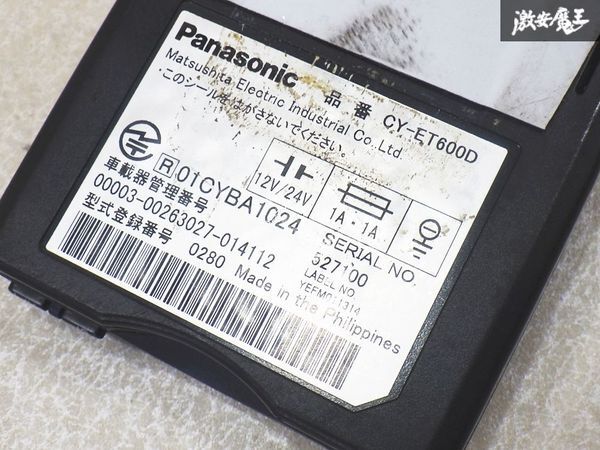 激安魔王
Panasonic 品番 CY-ET600D
Matsushita Electric Industrial Co.,Ltd.
このシールをはがさないでください。
R 01CYBA1024
12V/24V
1A・1A
車載器管理番号
00003-00263027-014112
SERIAL NO.
527100
型式登録番号
0280
LABEL NO.
YEFM051314
Made in the Philippines